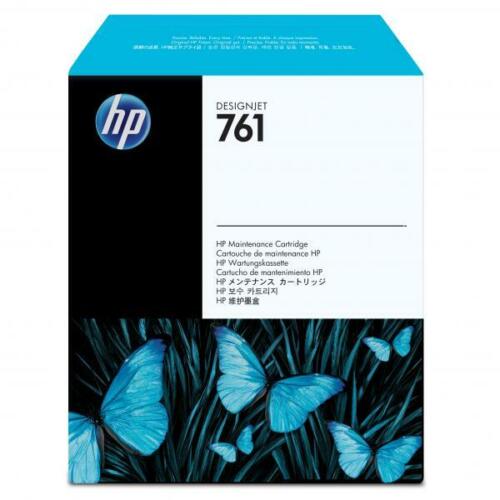 hp
DESIGNJET
761
HP Maintenance Cartridge
Cartouche de maintenance HP
HP Wartungskassette
Cartucho de mantenimiento HP
HP メンテナンス カートリッジ
HP 보수 카트리지
HP 维护墨盒